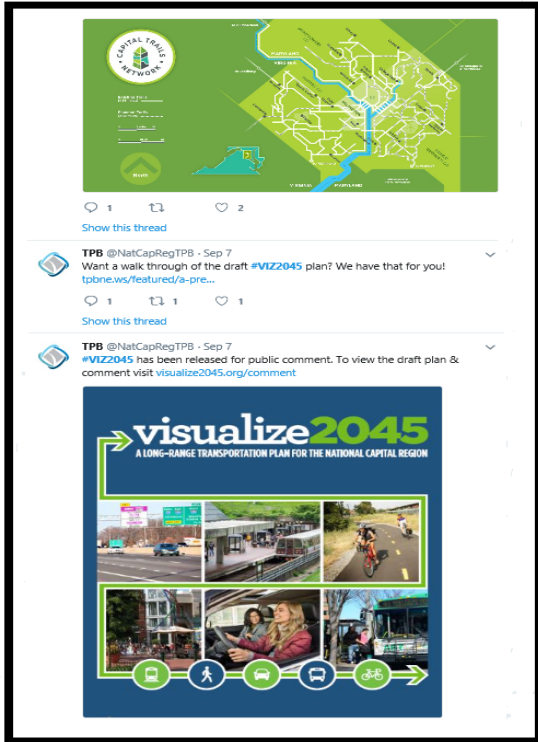 CAPITAL TRAILS
NETWORK
MARYLAND
North
VIRGINIA MARYLAND
1 2
Show this thread
TPB @NatCapRegTPB · Sep 7
Want a walk through of the draft #VIZ2045 plan? We have that for you!
tpbne.ws/featured/a-pre...
1 1 1
Show this thread
TPB @NatCapRegTPB · Sep 7
#VIZ2045 has been released for public comment. To view the draft plan &
comment visit visualize2045.org/comment
visualize2045
A LONG-RANGE TRANSPORTATION PLAN FOR THE NATIONAL CAPITAL REGION